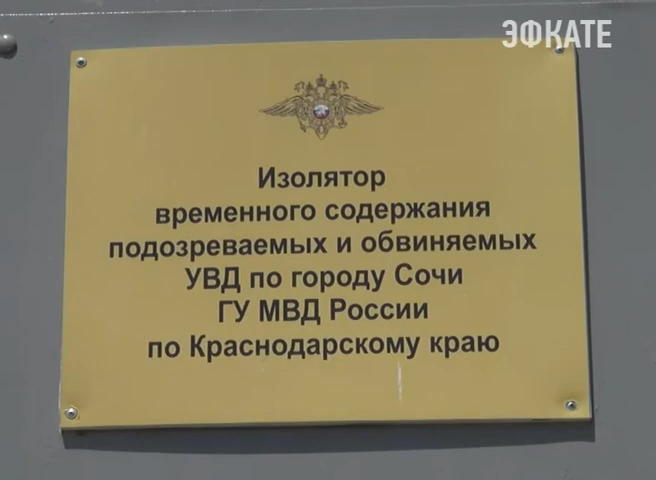 ЭФКАТЕ
Изолятор
временного содержания
подозреваемых и обвиняемых
УВД по городу Сочи
ГУ МВД России
по Краснодарскому краю